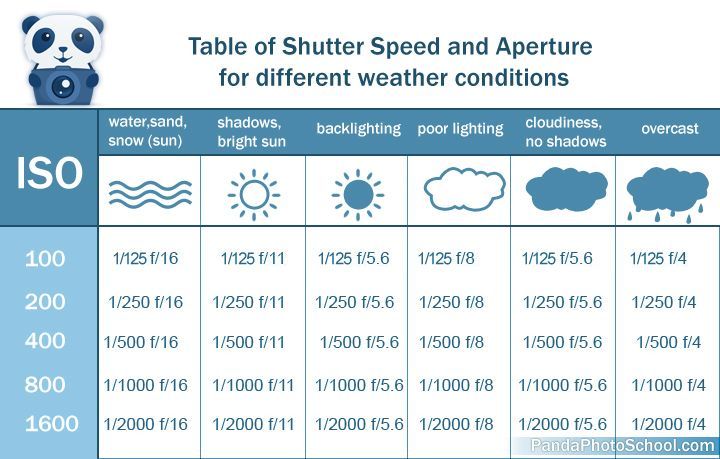 Table of Shutter Speed and Aperture
for different weather conditions
ISO
water,sand,
snow (sun)
shadows,
bright sun
backlighting
poor lighting
cloudiness,
no shadows
overcast
100 1/125 f/16 1/125 f/11 1/125 f/5.6 1/125 f/8 1/125 f/5.6 1/125 f/4
200 1/250 f/16 1/250 f/11 1/250 f/5.6 1/250 f/8 1/250 f/5.6 1/250 f/4
400 1/500 f/16 1/500 f/11 1/500 f/5.6 1/500 f/8 1/500 f/5.6 1/500 f/4
800 1/1000 f/16 1/1000 f/11 1/1000 f/5.6 1/1000 f/8 1/1000 f/5.6 1/1000 f/4
1600 1/2000 f/16 1/2000 f/11 1/2000 f/5.6 1/2000 f/8 1/2000 f/5.6 1/2000 f/4
PandaPhotoSchool.com